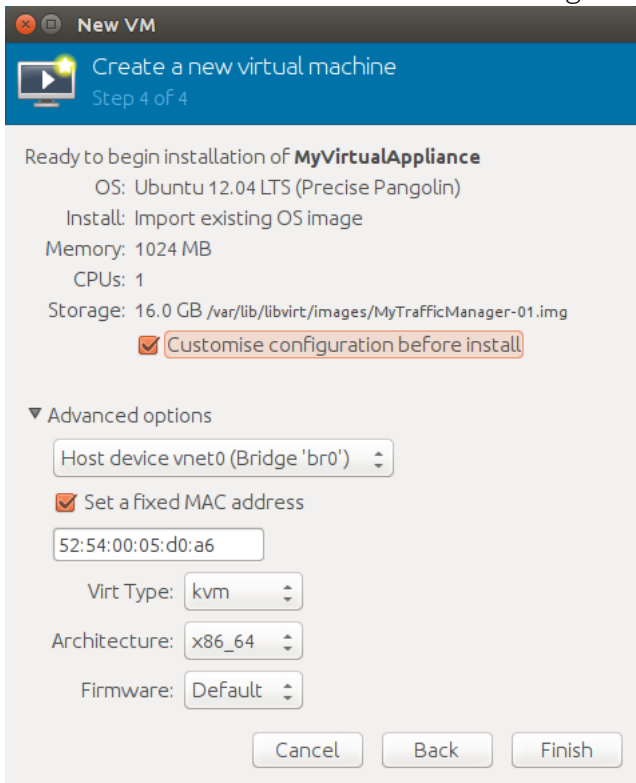 New VM
Create a new virtual machine
Step 4 of 4
Ready to begin installation of MyVirtualAppliance
OS: Ubuntu 12.04 LTS (Precise Pangolin)
Install: Import existing OS image
Memory: 1024 MB
CPUs: 1
Storage: 16.0 GB /var/lib/libvirt/images/MyTrafficManager-01.img
Customise configuration before install
Advanced options
Host device vnet0 (Bridge 'br0')
Set a fixed MAC address
52:54:00:05:d0:a6
Virt Type: kvm
Architecture: x86_64
Firmware: Default
Cancel Back Finish